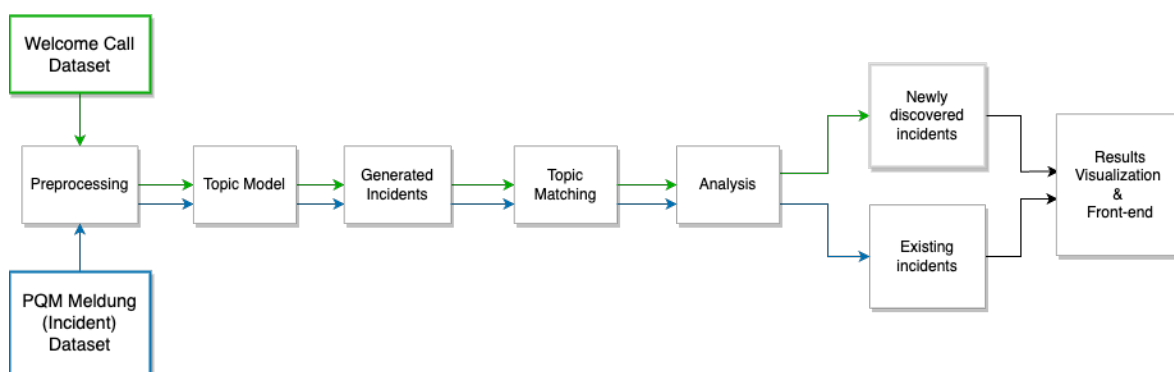 Welcome Call
Dataset
Preprocessing
Topic Model
Generated
Incidents
Topic
Matching
Analysis
Newly
discovered
incidents
Existing
incidents
Results
Visualization
&
Front-end
PQM Meldung
(Incident)
Dataset